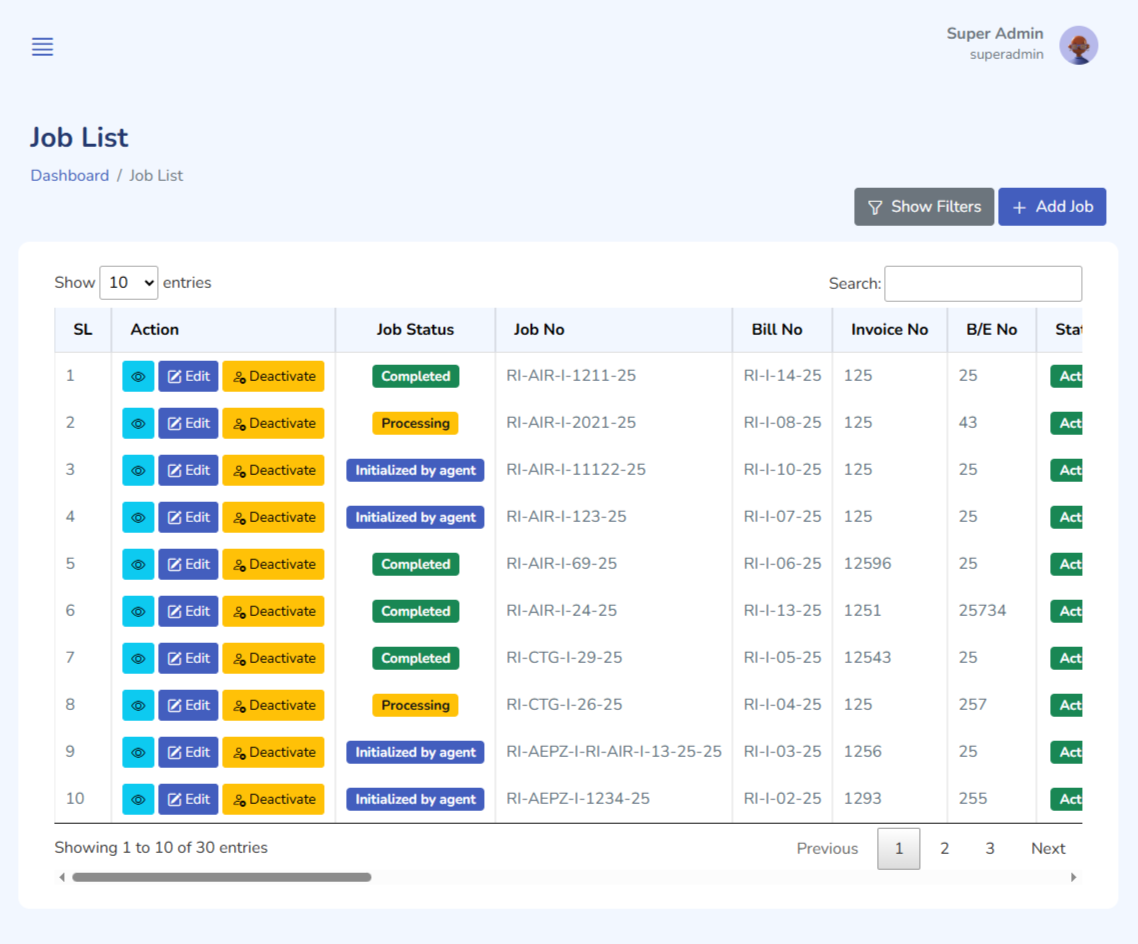 Super Admin
superadmin
Job List
Dashboard / Job List
Show Filters
Add Job
Show 10 entries Search:
SL Action Job Status Job No Bill No Invoice No B/E No Stat
1 Edit Deactivate Completed RI-AIR-I-1211-25 RI-I-14-25 125 25 Act
2 Edit Deactivate Processing RI-AIR-I-2021-25 RI-I-08-25 125 43 Act
3 Edit Deactivate Initialized by agent RI-AIR-I-11122-25 RI-I-10-25 125 25 Act
4 Edit Deactivate Initialized by agent RI-AIR-I-123-25 RI-I-07-25 125 25 Act
5 Edit Deactivate Completed RI-AIR-I-69-25 RI-I-06-25 12596 25 Act
6 Edit Deactivate Completed RI-AIR-I-24-25 RI-I-13-25 1251 25734 Act
7 Edit Deactivate Completed RI-CTG-I-29-25 RI-I-05-25 12543 25 Act
8 Edit Deactivate Processing RI-CTG-I-26-25 RI-I-04-25 125 257 Act
9 Edit Deactivate Initialized by agent RI-AEPZ-I-RI-AIR-I-13-25-25 RI-I-03-25 1256 25 Act
10 Edit Deactivate Initialized by agent RI-AEPZ-I-1234-25 RI-I-02-25 1293 255 Act
Showing 1 to 10 of 30 entries Previous 1 2 3 Next